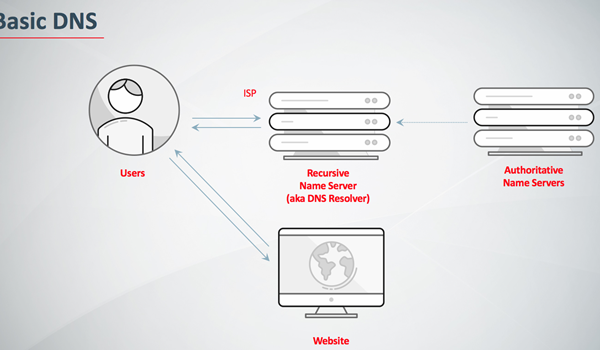 Basic DNS
ISP
Users
Recursive
Name Server
(aka DNS Resolver)
Authoritative
Name Servers
Website